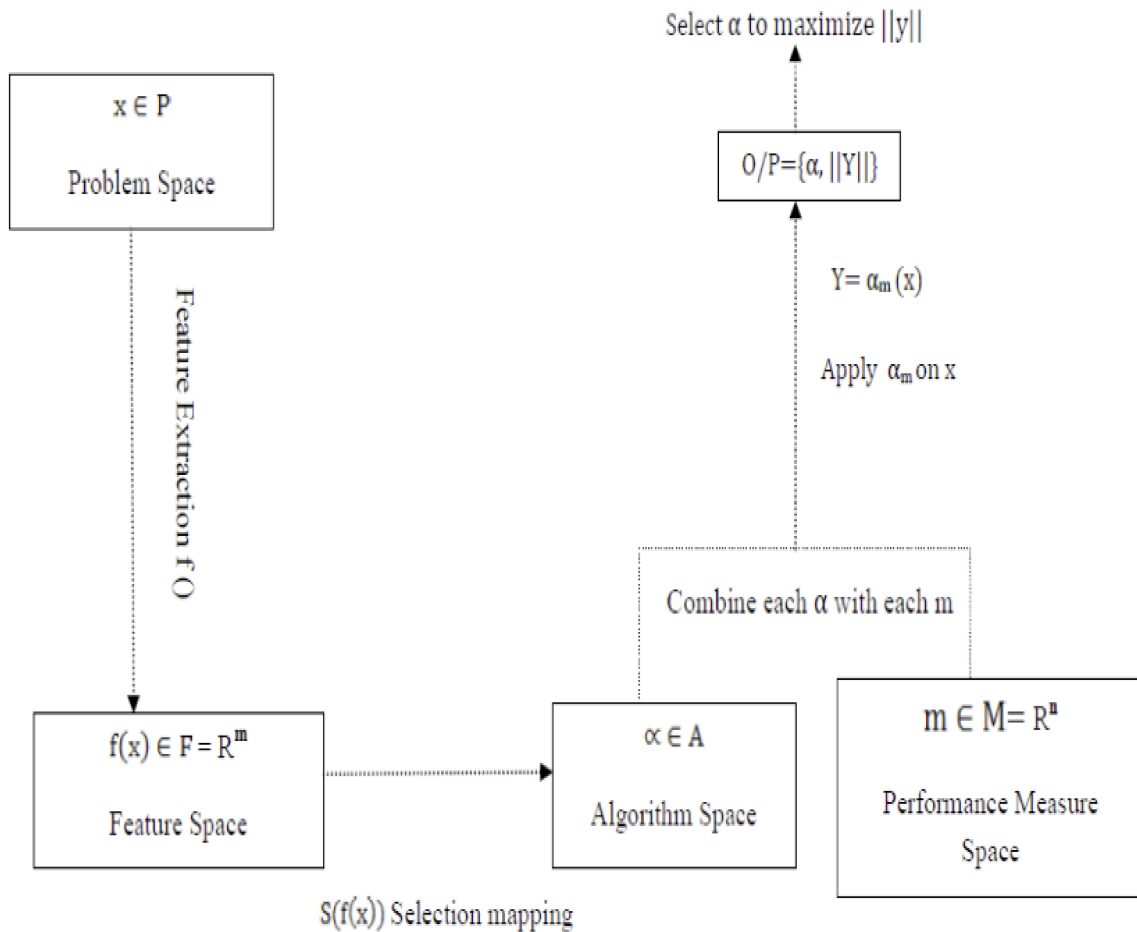 Select α to maximize ||y||
x ∈ P
Problem Space
O/P={α, ||Y||}
Y= αₘ (x)
Apply αₘ on x
Feature Extraction f ()
Combine each α with each m
f(x) ∈ F = Rᵐ
Feature Space
∝ ∈ A
Algorithm Space
m ∈ M= Rⁿ
Performance Measure
Space
S(f(x)) Selection mapping